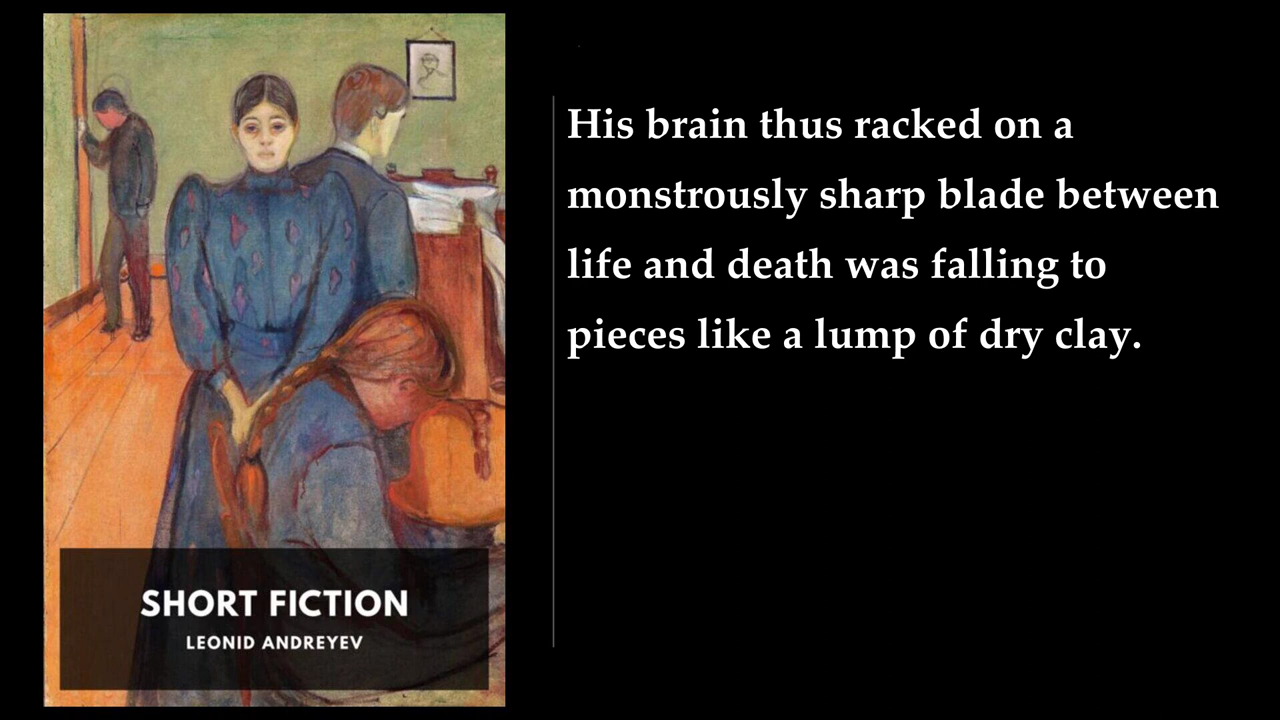 His brain thus racked on a
monstrously sharp blade between
life and death was falling to
pieces like a lump of dry clay.
SHORT FICTION
LEONID ANDREYEV